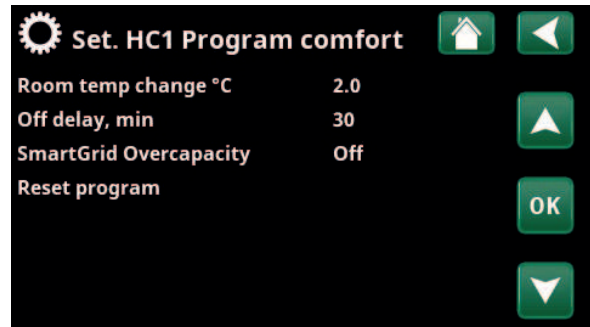 Set. HC1 Program comfort
Room temp change °C 2.0
Off delay, min 30
SmartGrid Overcapacity Off
Reset program
OK